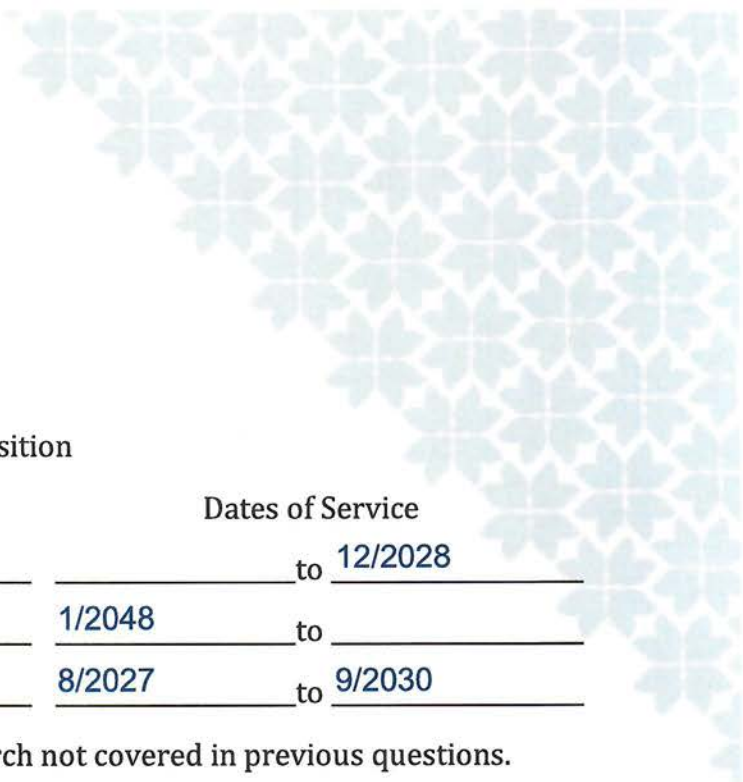 sition
Dates of Service
to 12/2028
1/2048 to
8/2027 to 9/2030
rch not covered in previous questions.